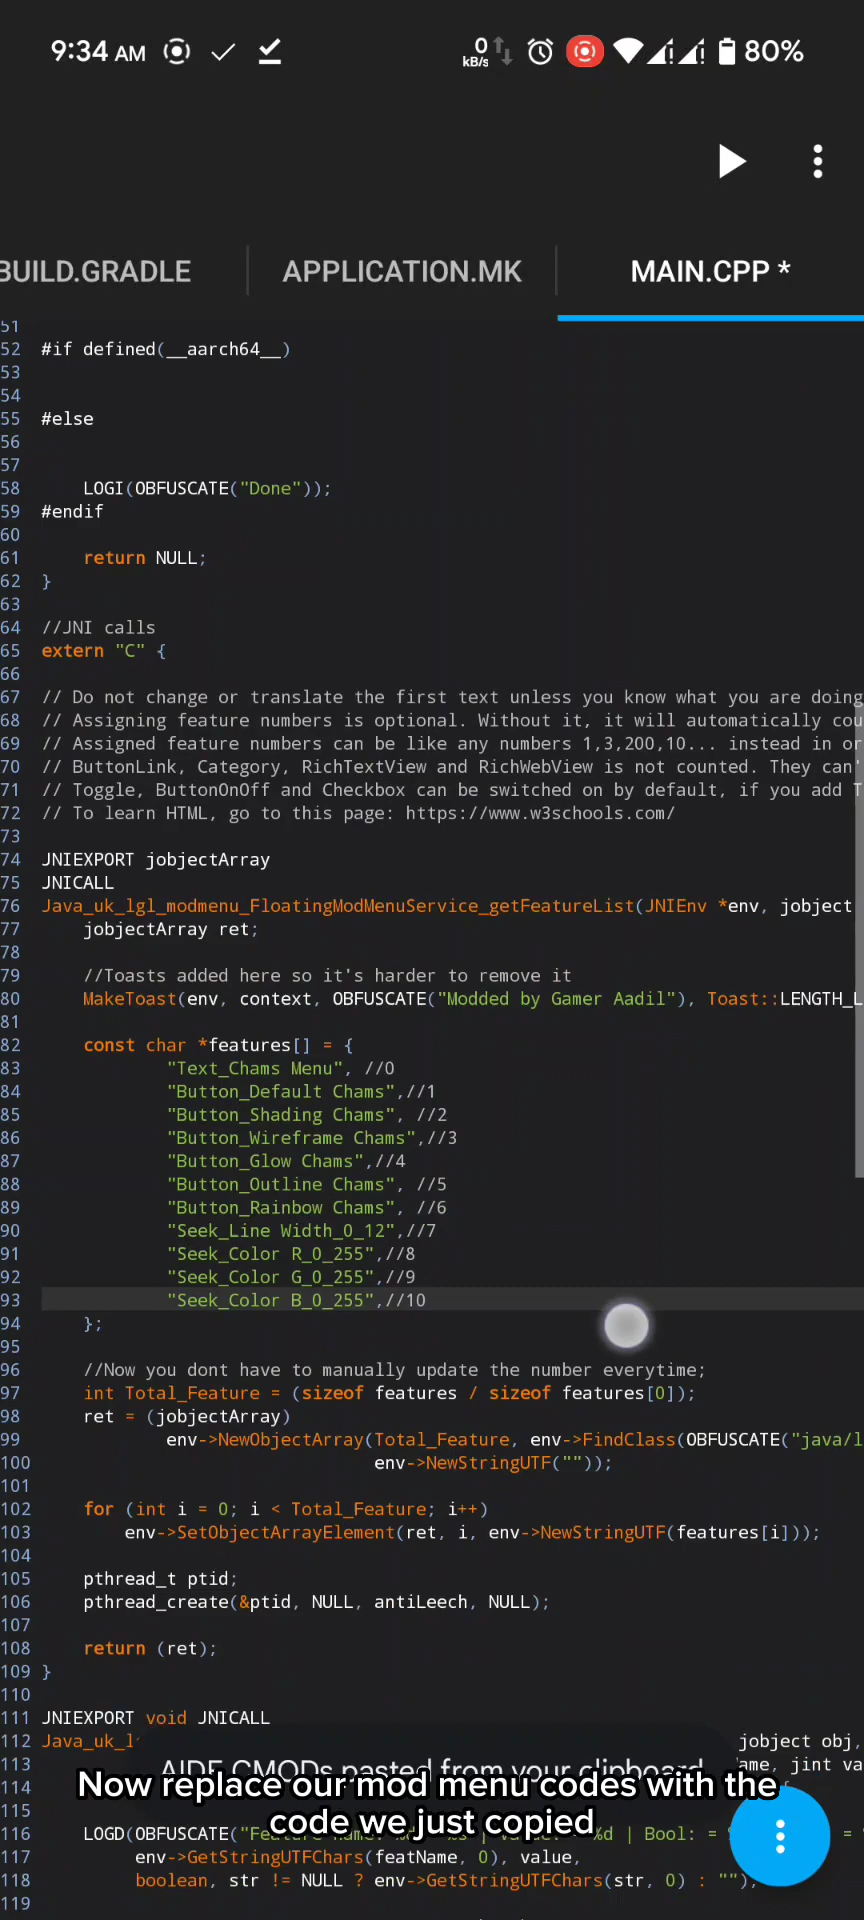 9:34 AM 0 kB/s 80%
BUILD.GRADLE APPLICATION.MK MAIN.CPP *
51
52 #if defined(__aarch64__)
53
54
55 #else
56
57
58 LOGI(OBFUSCATE("Done"));
59 #endif
60
61 return NULL;
62 }
63
64 //JNI calls
65 extern "C" {
66
67 // Do not change or translate the first text unless you know what you are doing
68 // Assigning feature numbers is optional. Without it, it will automatically cou
69 // Assigned feature numbers can be like any numbers 1,3,200,10... instead in or
70 // ButtonLink, Category, RichTextView and RichWebView is not counted. They can'
71 // Toggle, ButtonOnOff and Checkbox can be switched on by default, if you add T
72 // To learn HTML, go to this page: https://www.w3schools.com/
73
74 JNIEXPORT jobjectArray
75 JNICALL
76 Java_uk_lgl_modmenu_FloatingModMenuService_getFeatureList(JNIEnv *env, jobject
77 jobjectArray ret;
78
79 //Toasts added here so it's harder to remove it
80 MakeToast(env, context, OBFUSCATE("Modded by Gamer Aadil"), Toast::LENGTH_L
81
82 const char *features[] = {
83 "Text_Chams Menu", //0
84 "Button_Default Chams",//1
85 "Button_Shading Chams", //2
86 "Button_Wireframe Chams",//3
87 "Button_Glow Chams",//4
88 "Button_Outline Chams", //5
89 "Button_Rainbow Chams", //6
90 "Seek_Line Width_0_12",//7
91 "Seek_Color R_0_255",//8
92 "Seek_Color G_0_255",//9
93 "Seek_Color B_0_255",//10
94 };
95
96 //Now you dont have to manually update the number everytime;
97 int Total_Feature = (sizeof features / sizeof features[0]);
98 ret = (jobjectArray)
99 env->NewObjectArray(Total_Feature, env->FindClass(OBFUSCATE("java/l
100 env->NewStringUTF(""));
101
102 for (int i = 0; i < Total_Feature; i++)
103 env->SetObjectArrayElement(ret, i, env->NewStringUTF(features[i]));
104
105 pthread_t ptid;
106 pthread_create(&ptid, NULL, antiLeech, NULL);
107
108 return (ret);
109 }
110
111 JNIEXPORT void JNICALL
112 Java_uk_l jobject obj,
113 AIDE CMODs pasted from your clipboard ame, jint va
Now replace our mod menu codes with the
114
115
code we just copied
116 LOGD(OBFUSCATE("Feature name: %d | Bool: =
117 env->GetStringUTFChars(featName, 0), value,
118 boolean, str != NULL ? env->GetStringUTFChars(str, 0) : "");
119